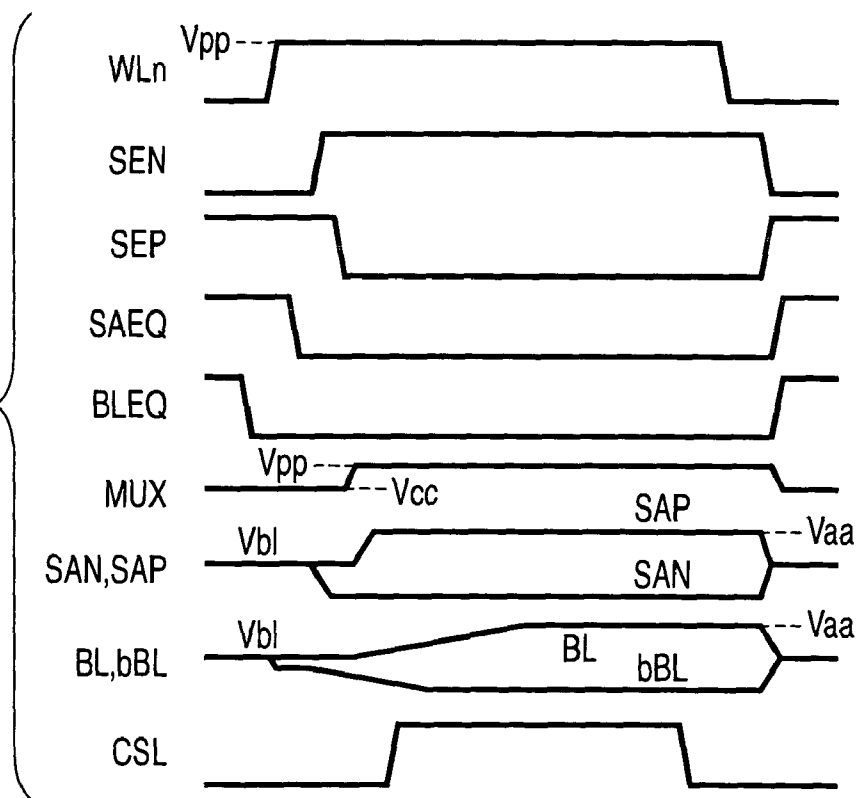 Vpp
WLn
SEN
SEP
SAEQ
BLEQ
Vpp
MUX
Vcc
SAP
Vbl
Vaa
SAN,SAP
SAN
Vbl
Vaa
BL,bBL
BL
bBL
CSL